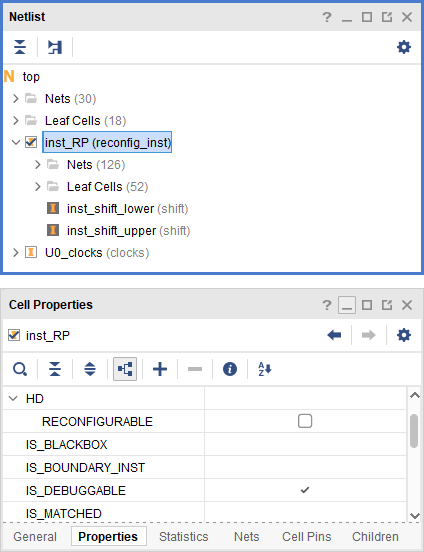 Netlist
top
Nets (30)
Leaf Cells (18)
inst_RP (reconfig_inst)
Nets (126)
Leaf Cells (52)
inst_shift_lower (shift)
inst_shift_upper (shift)
U0_clocks (clocks)
Cell Properties
inst_RP
HD
RECONFIGURABLE
IS_BLACKBOX
IS_BOUNDARY_INST
IS_DEBUGGABLE
IS_MATCHED
General Properties Statistics Nets Cell Pins Children